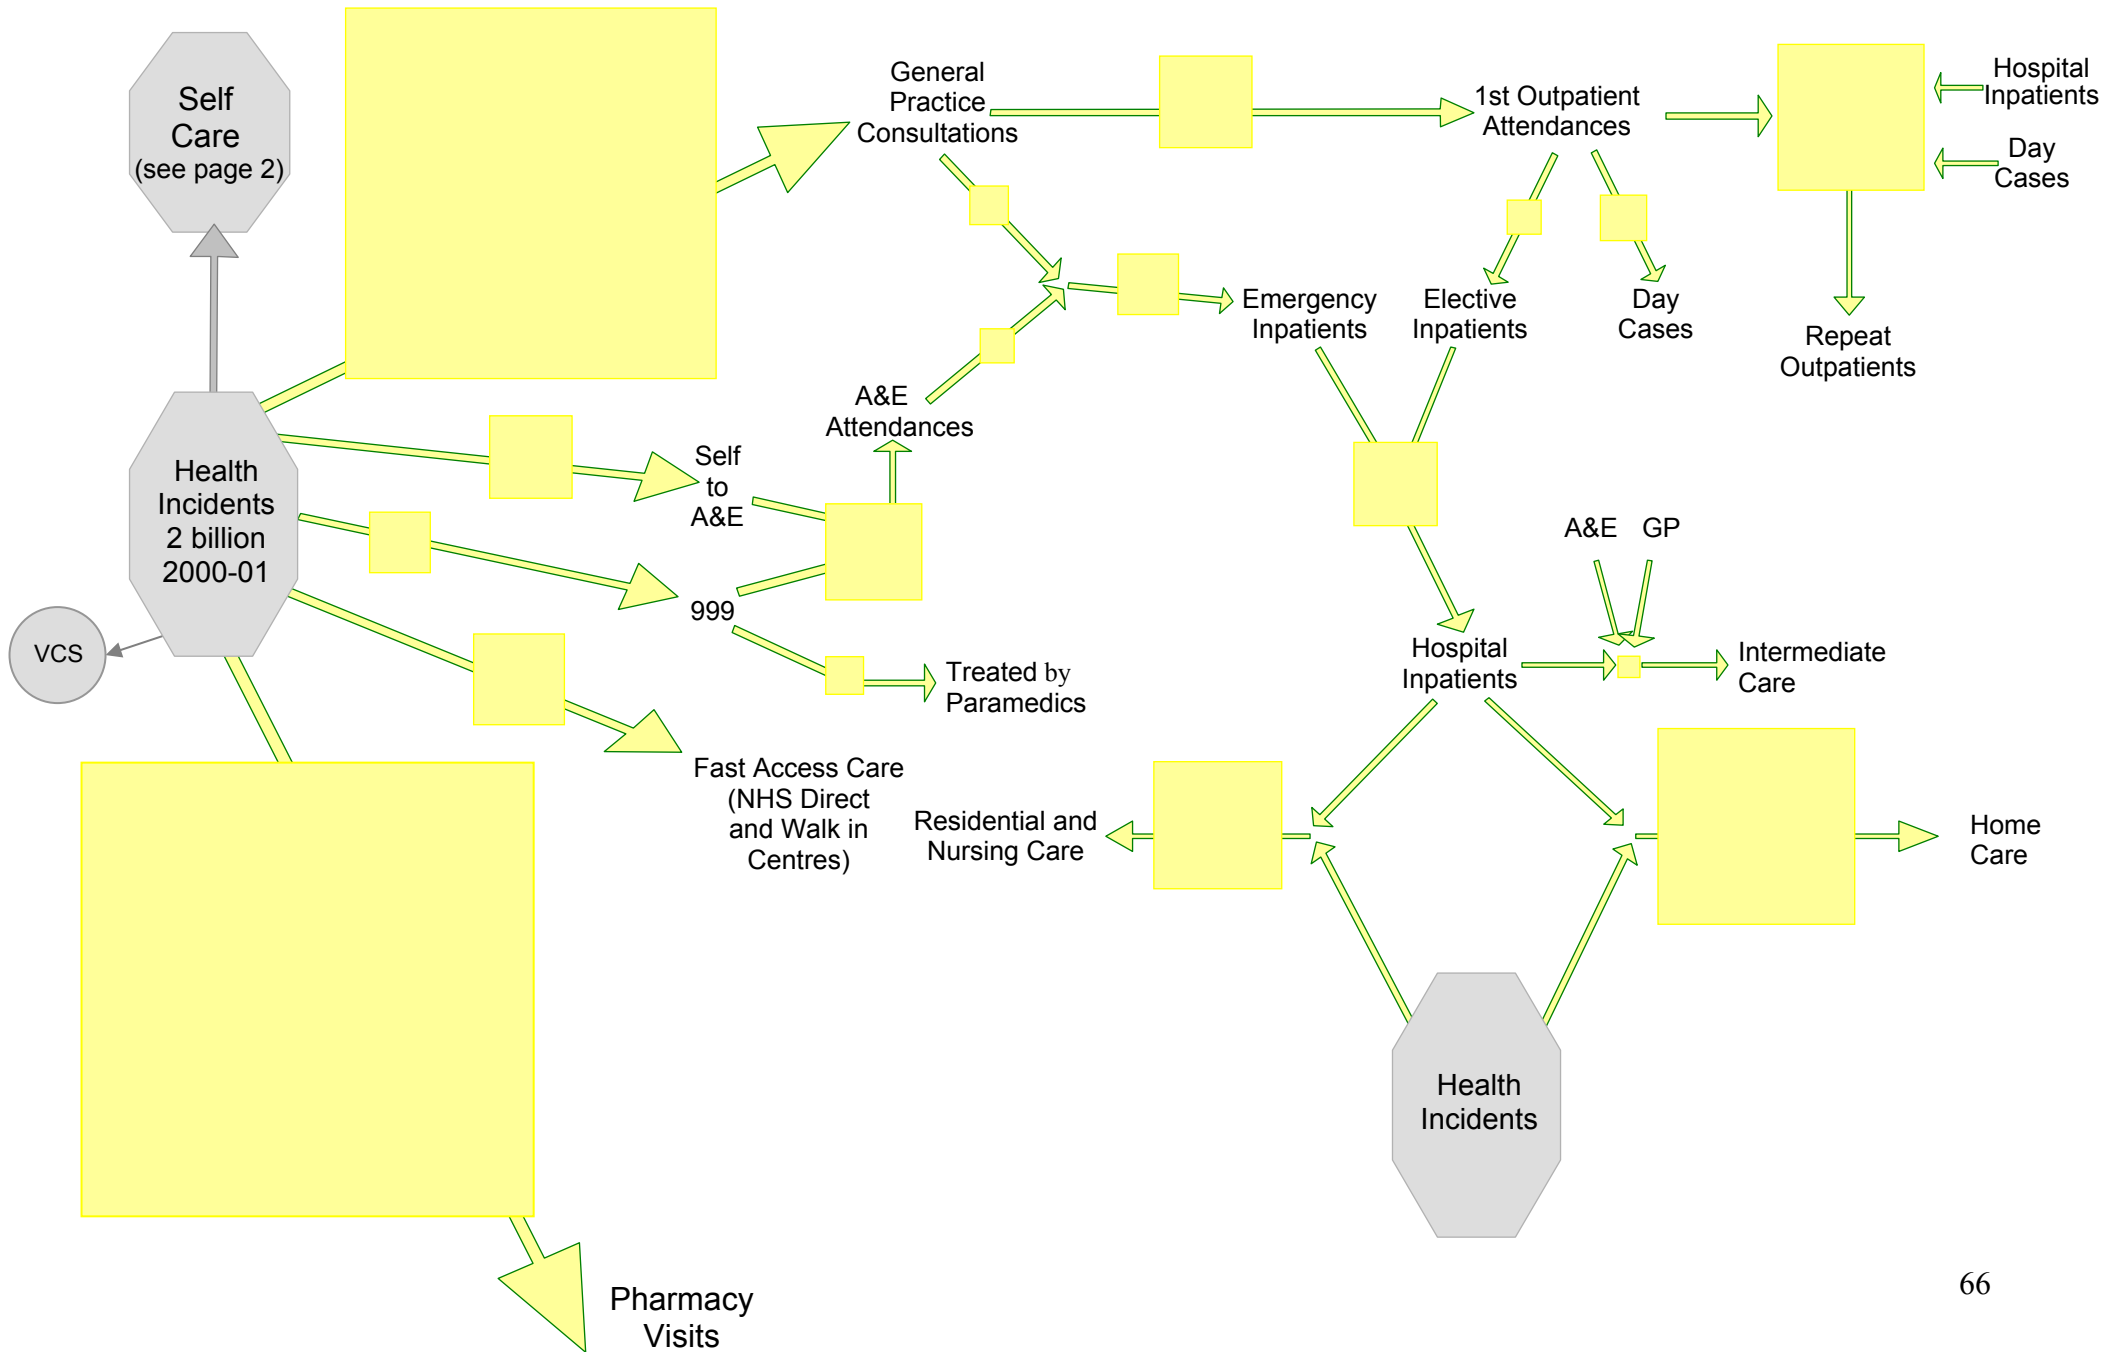 Self
Care
(see page 2)
General
Practice
Consultations
1st Outpatient
Attendances
Hospital
Inpatients
Day
Cases
Emergency
Inpatients
Elective
Inpatients
Day
Cases
Repeat
Outpatients
A&E
Attendances
Health
Incidents
2 billion
2000-01
Self
to
A&E
999
VCS
Treated by
Paramedics
A&E GP
Hospital
Inpatients
Intermediate
Care
Fast Access Care
(NHS Direct
and Walk in
Centres)
Residential and
Nursing Care
Home
Care
Health
Incidents
Pharmacy
Visits
66